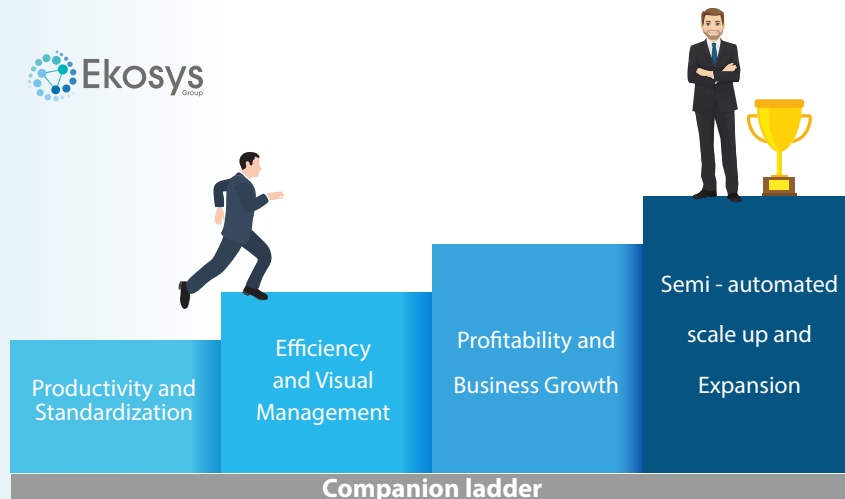 Ekosys
Group
Productivity and
Standardization
Efficiency
and Visual
Management
Profitability and
Business Growth
Semi - automated
scale up and
Expansion
Companion ladder